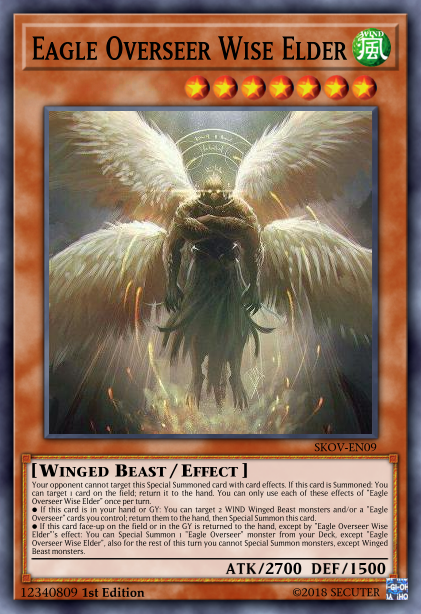 Eagle Overseer Wise Elder
WIND
風
SKOV-EN09
[Winged Beast / Effect]
Your opponent cannot target this Special Summoned card with card effects. If this card is Summoned: You
can target 1 card on the field; return it to the hand. You can only use each of these effects of "Eagle
Overseer Wise Elder" once per turn.
● If this card is in your hand or GY: You can target 2 WIND Winged Beast monsters and/or a "Eagle
Overseer" cards you control; return them to the hand, then Special Summon this card.
● If this card face-up on the field or in the GY is returned to the hand, except by "Eagle Overseer Wise
Elder"'s effect: You can Special Summon 1 "Eagle Overseer" monster from your Deck, except "Eagle
Overseer Wise Elder", also for the rest of this turn you cannot Special Summon monsters, except Winged
Beast monsters.
ATK/2700 DEF/1500
12340809 1st Edition
©2018 SECUTER